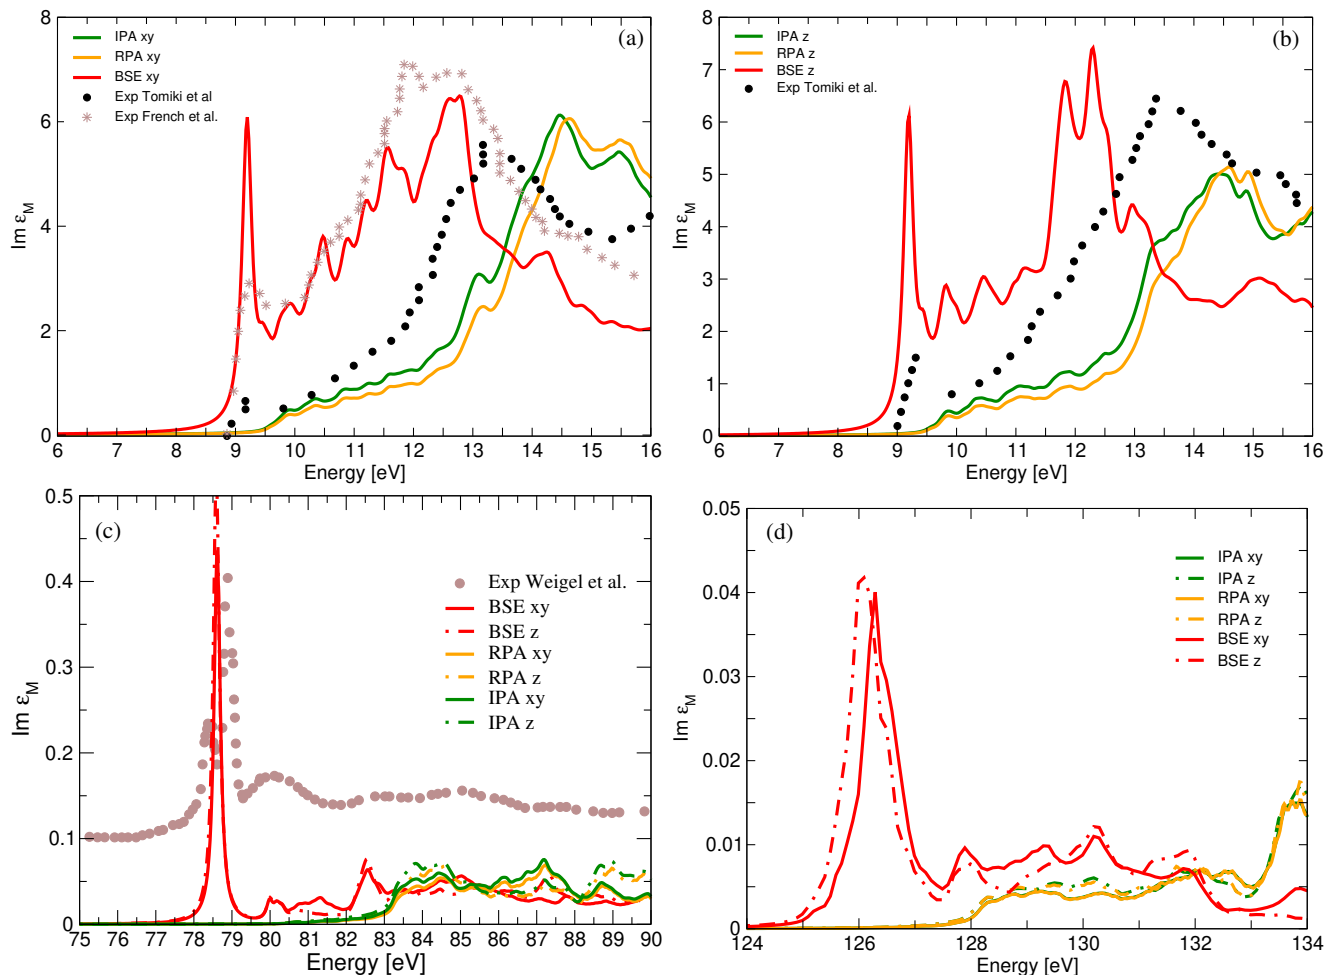 8
6
4
2
0
Im ε_M
IPA xy
RPA xy
BSE xy
Exp Tomiki et al
Exp French et al.
(a)
6 7 8 9 10 11 12 13 14 15 16
Energy [eV]
8
7
6
5
4
3
2
1
0
Im ε_M
IPA z
RPA z
BSE z
Exp Tomiki et al.
(b)
6 7 8 9 10 11 12 13 14 15 16
Energy [eV]
0.5
0.4
0.3
0.2
0.1
0
Im ε_M
(c)
Exp Weigel et al.
BSE xy
BSE z
RPA xy
RPA z
IPA xy
IPA z
75 76 77 78 79 80 81 82 83 84 85 86 87 88 89 90
Energy [eV]
0.05
0.04
0.03
0.02
0.01
0
Im ε_M
(d)
IPA xy
IPA z
RPA xy
RPA z
BSE xy
BSE z
124 126 128 130 132 134
Energy [eV]